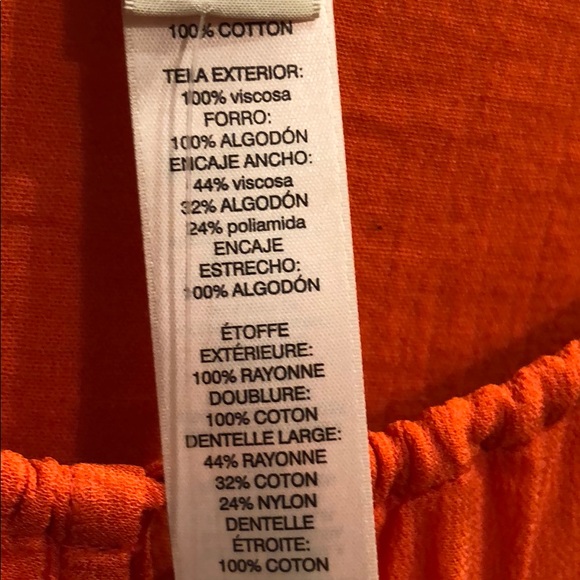 100% COTTON
TELA EXTERIOR:
100% viscosa
FORRO:
100% ALGODÓN
ENCAJE ANCHO:
44% viscosa
32% ALGODÓN
24% poliamida
ENCAJE
ESTRECHO:
100% ALGODÓN
ÉTOFFE
EXTÉRIEURE:
100% RAYONNE
DOUBLURE:
100% COTON
DENTELLE LARGE:
44% RAYONNE
32% COTON
24% NYLON
DENTELLE
ÉTROITE:
100% COTON